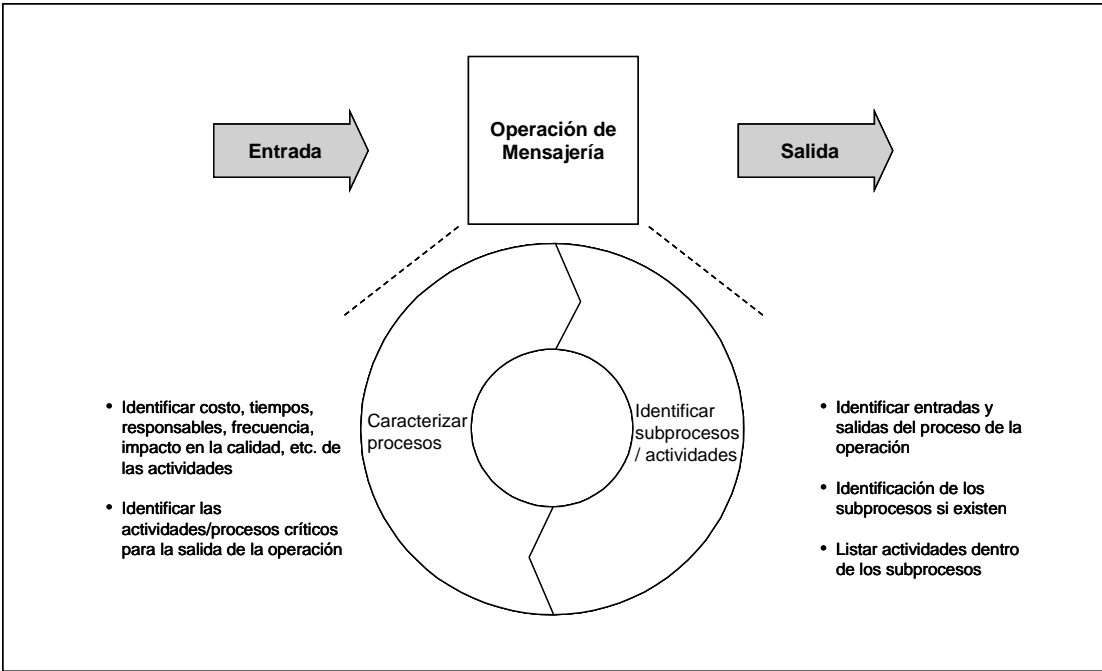 Entrada
Operación de
Mensajería
Salida
Caracterizar
procesos
Identificar
subprocesos
/ actividades
• Identificar costo, tiempos,
responsables, frecuencia,
impacto en la calidad, etc. de
las actividades
• Identificar las
actividades/procesos críticos
para la salida de la operación
• Identificar entradas y
salidas del proceso de la
operación
• Identificación de los
subprocesos si existen
• Listar actividades dentro
de los subprocesos